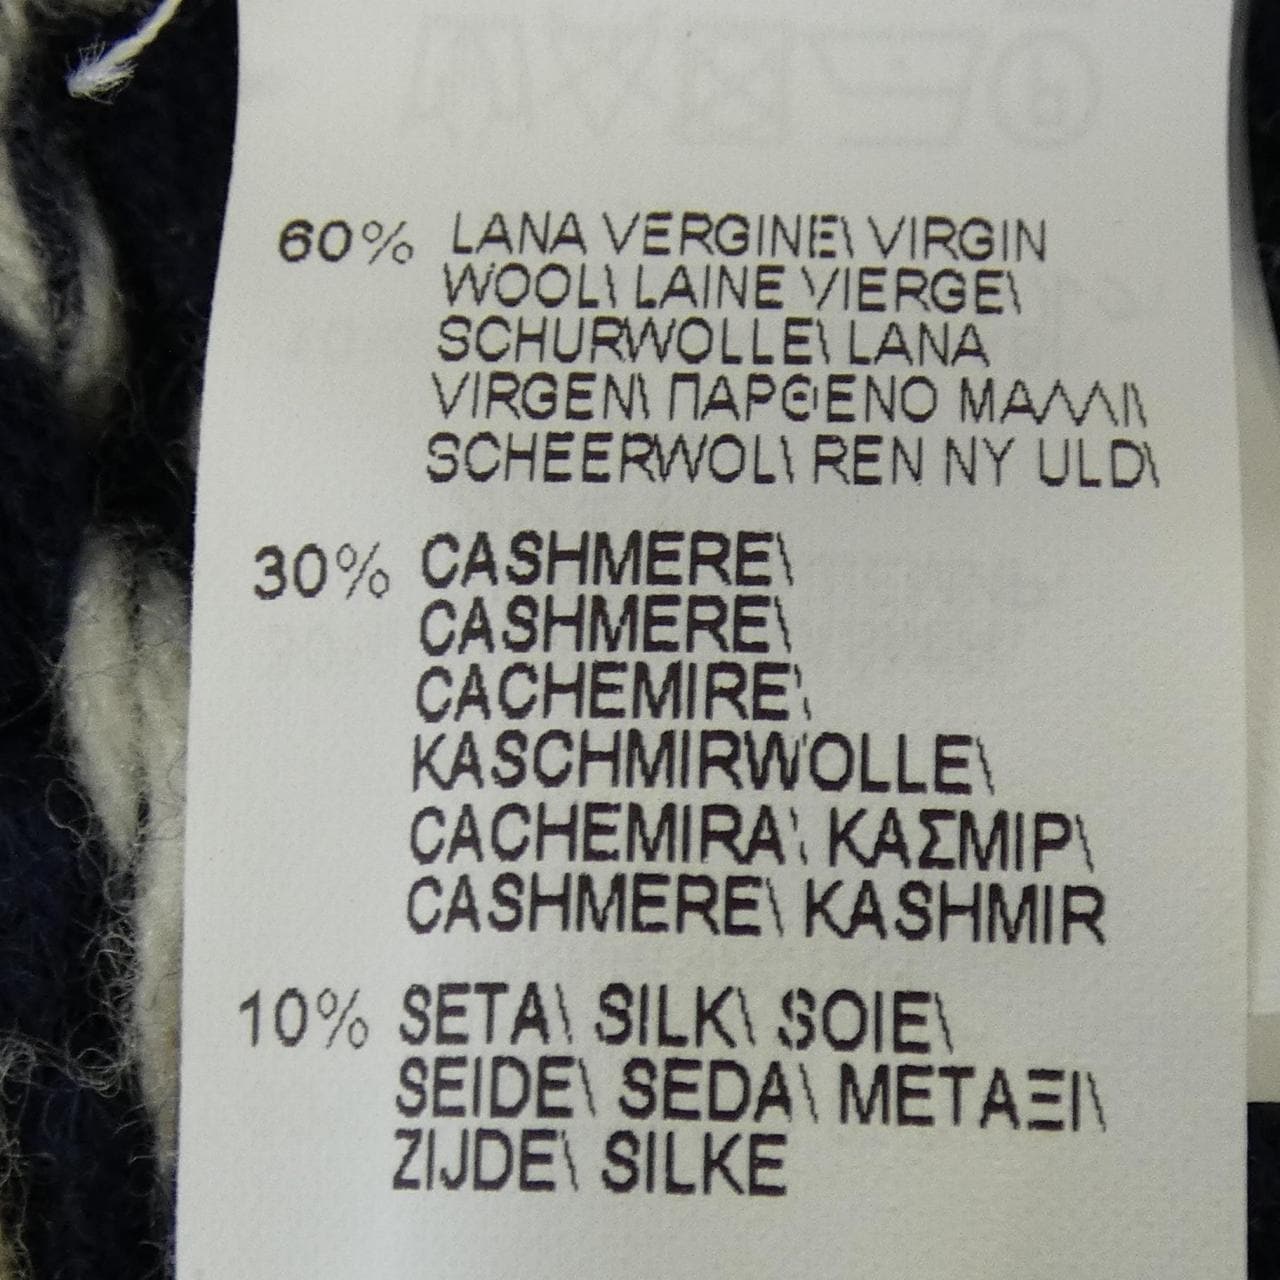 60% LANA VERGINE\ VIRGIN
WOOL\ LAINE VIERGE\
SCHURWOLLE\ LANA
VIRGEN\ ΠΑΡΘΕΝΟ ΜΑΛΛΙ\
SCHEERWOL\ REN NY ULD\
30% CASHMERE\
CASHMERE\
CACHEMIRE\
KASCHMIRWOLLE\
CACHEMIRA\ ΚΑΣΜΙΡ\
CASHMERE\ KASHMIR
10% SETA\ SILK\ SOIE\
SEIDE\ SEDA\ ΜΕΤΑΞΙ\
ZIJDE\ SILKE